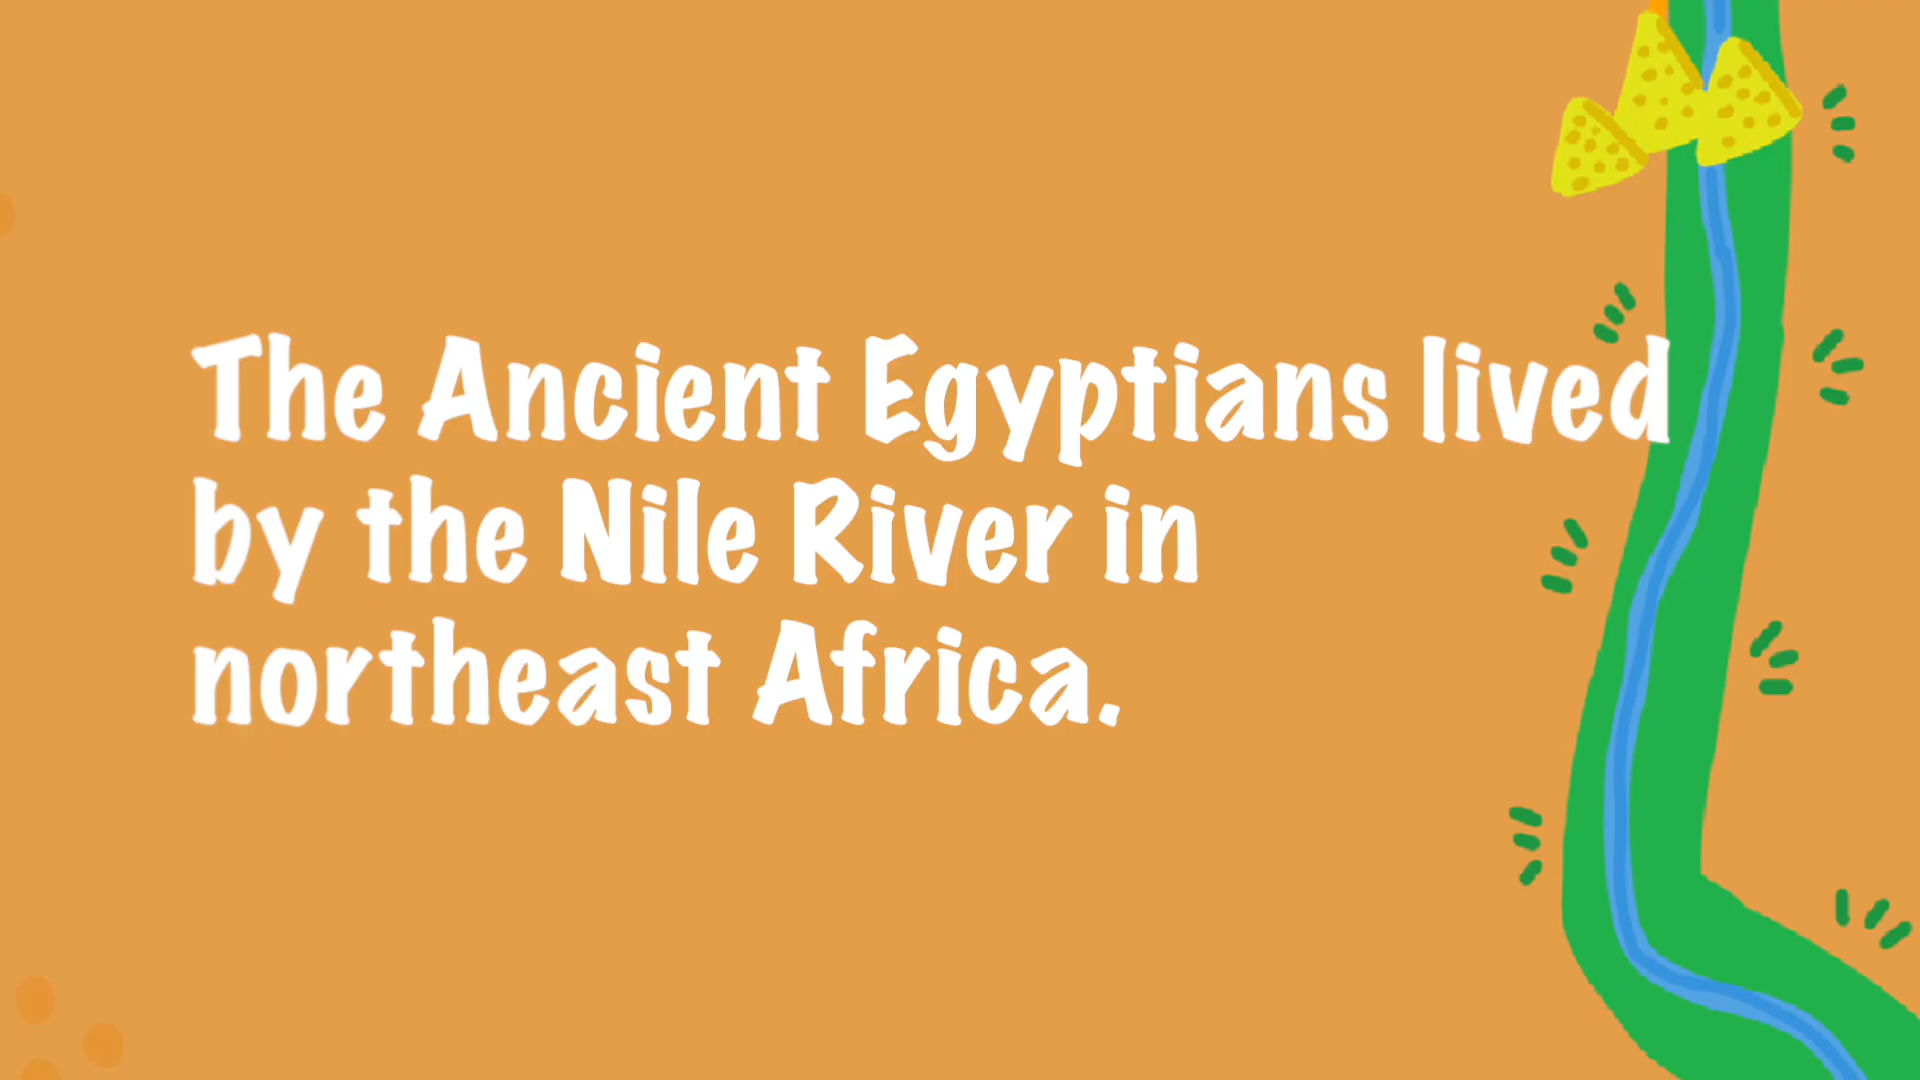 The Ancient Egyptians lived
by the Nile River in
northeast Africa.